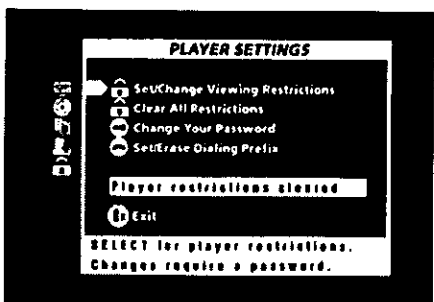 PLAYER SETTINGS
Set/Change Viewing Restrictions
Clear All Restrictions
Change Your Password
Set/Erase Dialing Prefix
Player restrictions cleared
Exit
SELECT for player restrictions.
Changes require a password.